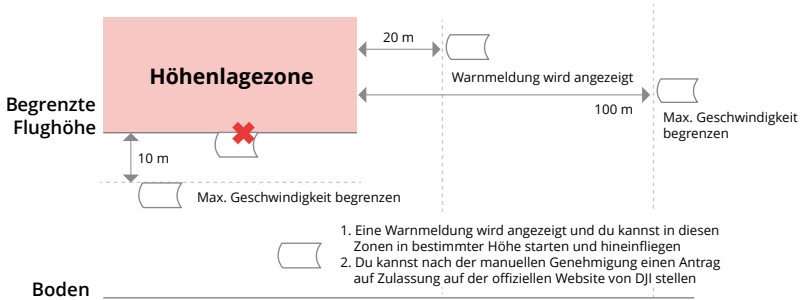 20 m
Höhenlagezone
Warnmeldung wird angezeigt
Begrenzte
Flughöhe
100 m
Max. Geschwindigkeit
begrenzen
10 m
Max. Geschwindigkeit begrenzen
1. Eine Warnmeldung wird angezeigt und du kannst in diesen
Zonen in bestimmter Höhe starten und hineinfliegen
2. Du kannst nach der manuellen Genehmigung einen Antrag
auf Zulassung auf der offiziellen Website von DJI stellen
Boden